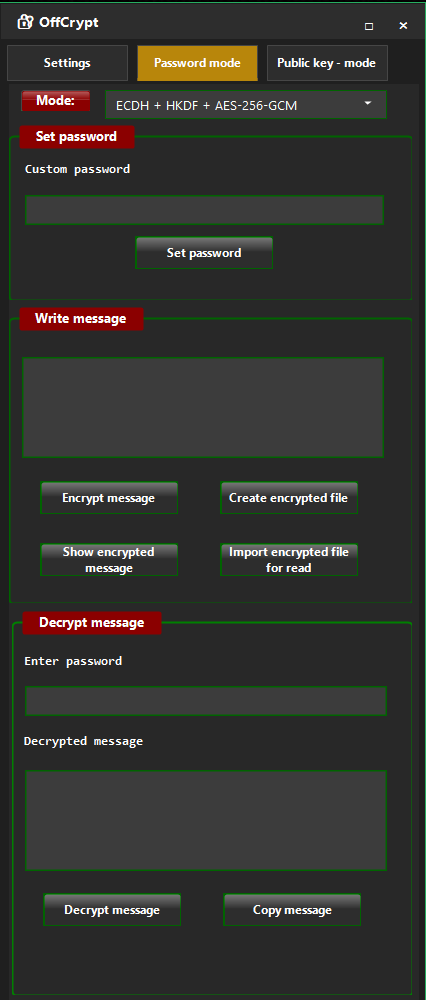 OffCrypt
Settings
Password mode
Public key - mode
Mode:
ECDH + HKDF + AES-256-GCM
Set password
Custom password
Set password
Write message
Encrypt message
Create encrypted file
Show encrypted
message
Import encrypted file
for read
Decrypt message
Enter password
Decrypted message
Decrypt message
Copy message